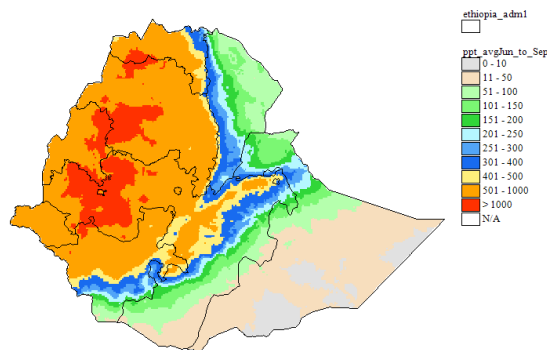 ethiopia_adm1
ppt_avgJun_to_Sep
0 - 10
11 - 50
51 - 100
101 - 150
151 - 200
201 - 250
251 - 300
301 - 400
401 - 500
501 - 1000
> 1000
N/A